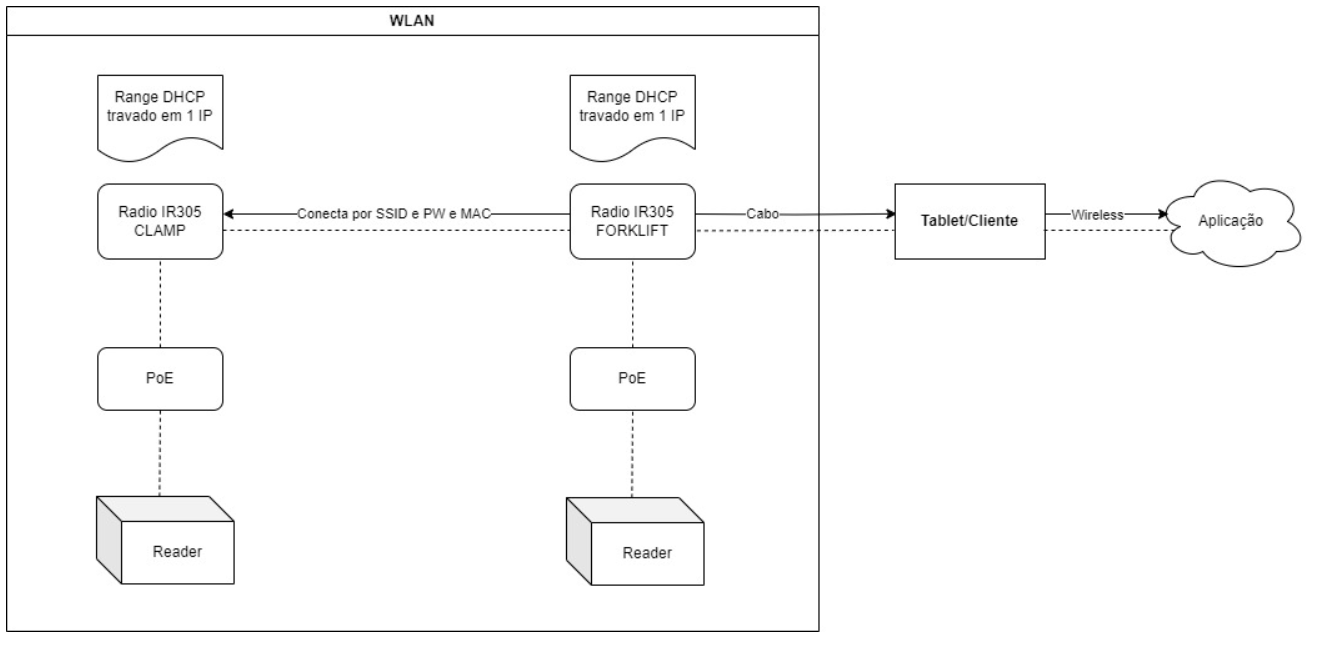 WLAN
Range DHCP
travado em 1 IP
Range DHCP
travado em 1 IP
Radio IR305
CLAMP
Conecta por SSID e PW e MAC
Radio IR305
FORKLIFT
Cabo
Tablet/Cliente
Wireless
Aplicação
PoE
PoE
Reader
Reader